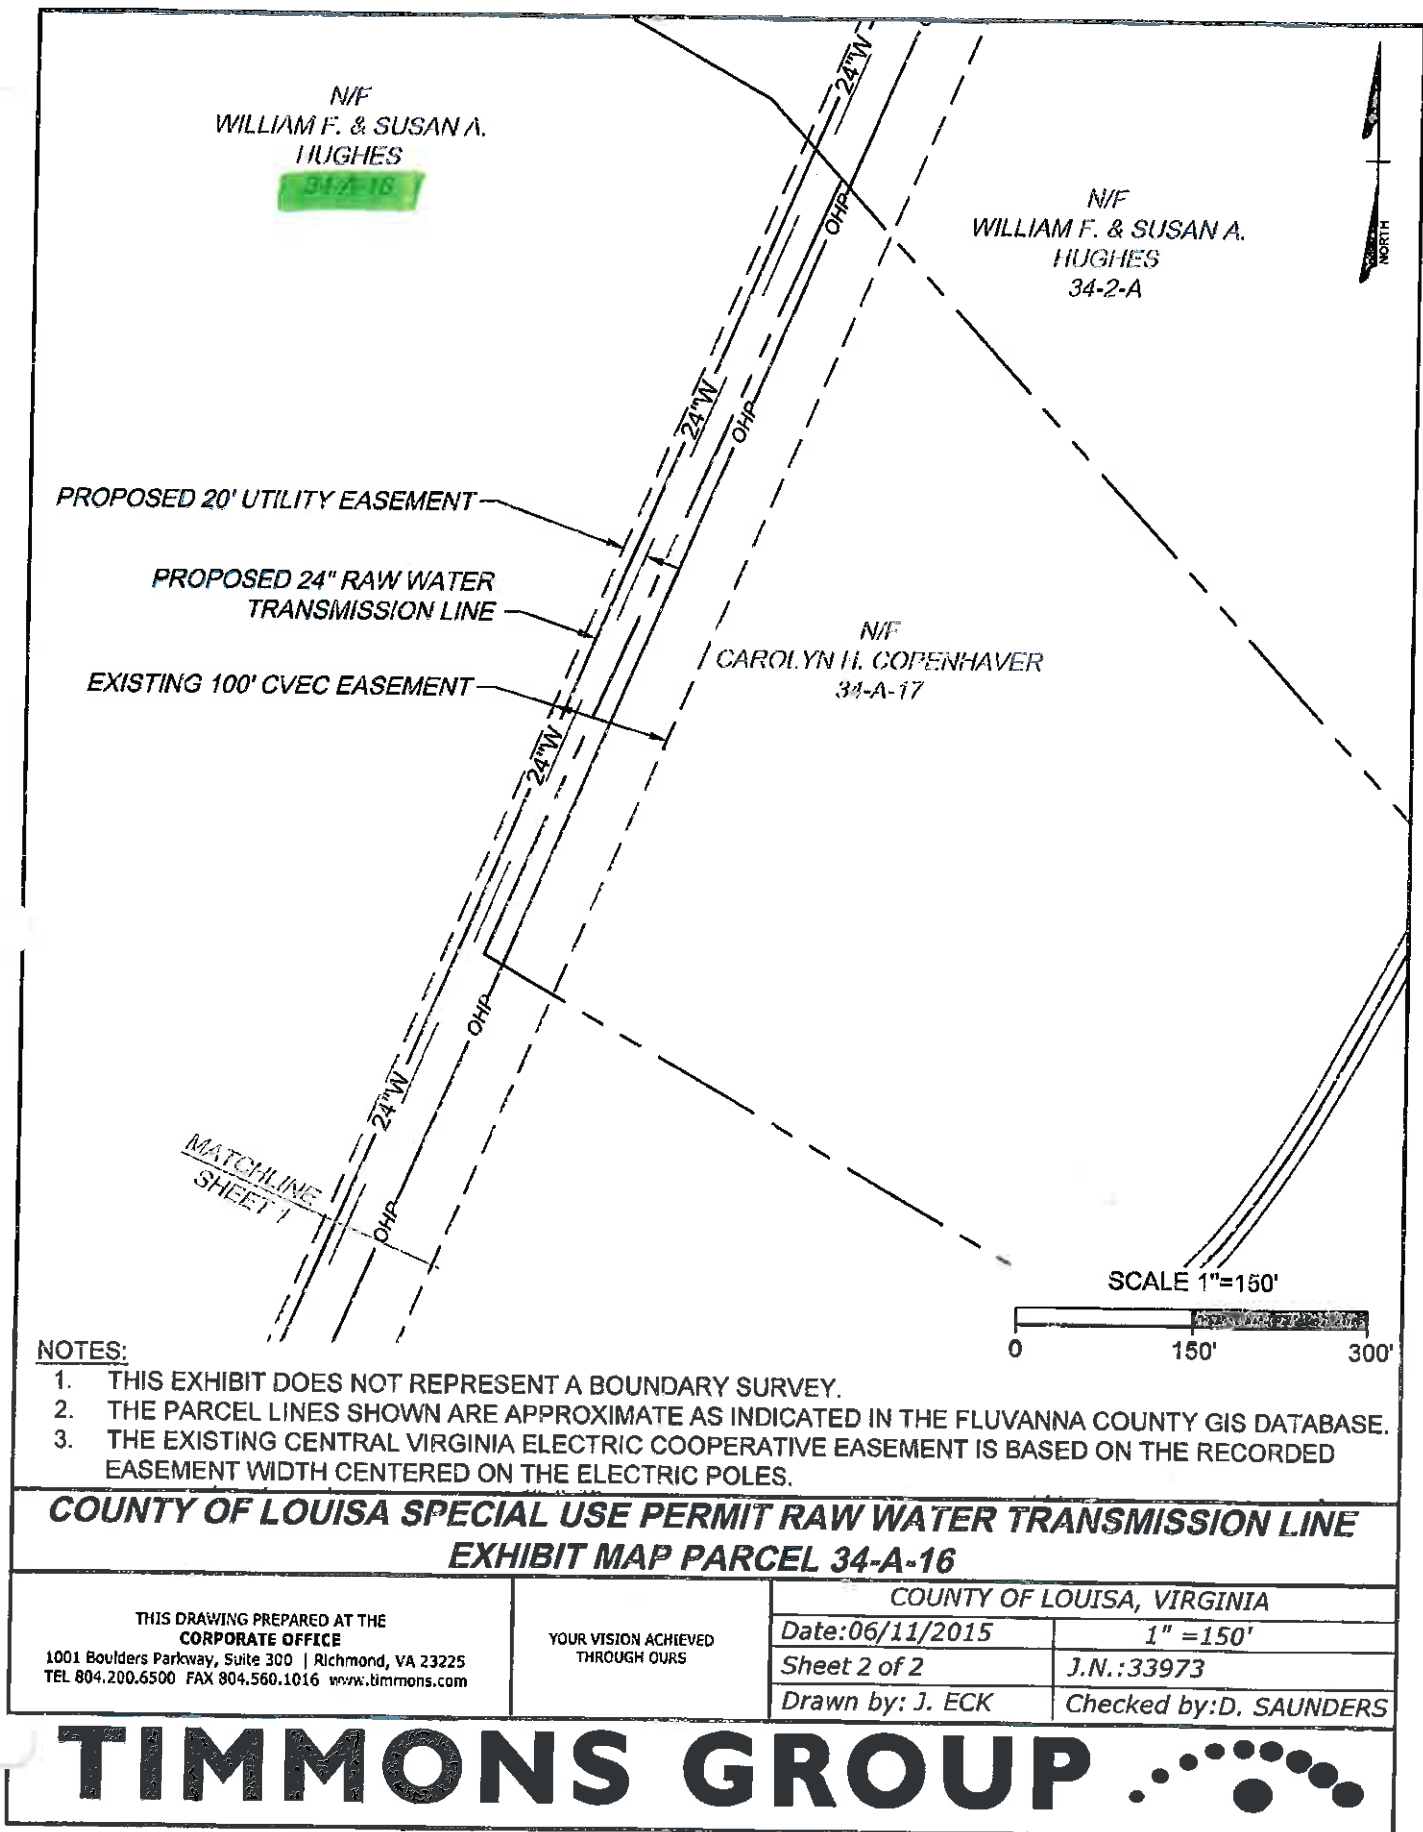 N/F
WILLIAM F. & SUSAN A.
HUGHES
34-A-16
24"W
OHP
N/F
WILLIAM F. & SUSAN A.
HUGHES
34-2-A
NORTH
24"W
OHP
PROPOSED 20' UTILITY EASEMENT
PROPOSED 24" RAW WATER
TRANSMISSION LINE
EXISTING 100' CVEC EASEMENT
N/F
CAROLYN H. COPENHAVER
34-A-17
24"W
OHP
24"W
MATCHLINE
SHEET 1
OHP
SCALE 1"=150'
0 150' 300'
NOTES:
1. THIS EXHIBIT DOES NOT REPRESENT A BOUNDARY SURVEY.
2. THE PARCEL LINES SHOWN ARE APPROXIMATE AS INDICATED IN THE FLUVANNA COUNTY GIS DATABASE.
3. THE EXISTING CENTRAL VIRGINIA ELECTRIC COOPERATIVE EASEMENT IS BASED ON THE RECORDED
EASEMENT WIDTH CENTERED ON THE ELECTRIC POLES.
COUNTY OF LOUISA SPECIAL USE PERMIT RAW WATER TRANSMISSION LINE
EXHIBIT MAP PARCEL 34-A-16
THIS DRAWING PREPARED AT THE
CORPORATE OFFICE
1001 Boulders Parkway, Suite 300 | Richmond, VA 23225
TEL 804.200.6500 FAX 804.560.1016 www.timmons.com
YOUR VISION ACHIEVED
THROUGH OURS
COUNTY OF LOUISA, VIRGINIA
Date:06/11/2015 1" =150'
Sheet 2 of 2 J.N.:33973
Drawn by: J. ECK Checked by:D. SAUNDERS
TIMMONS GROUP